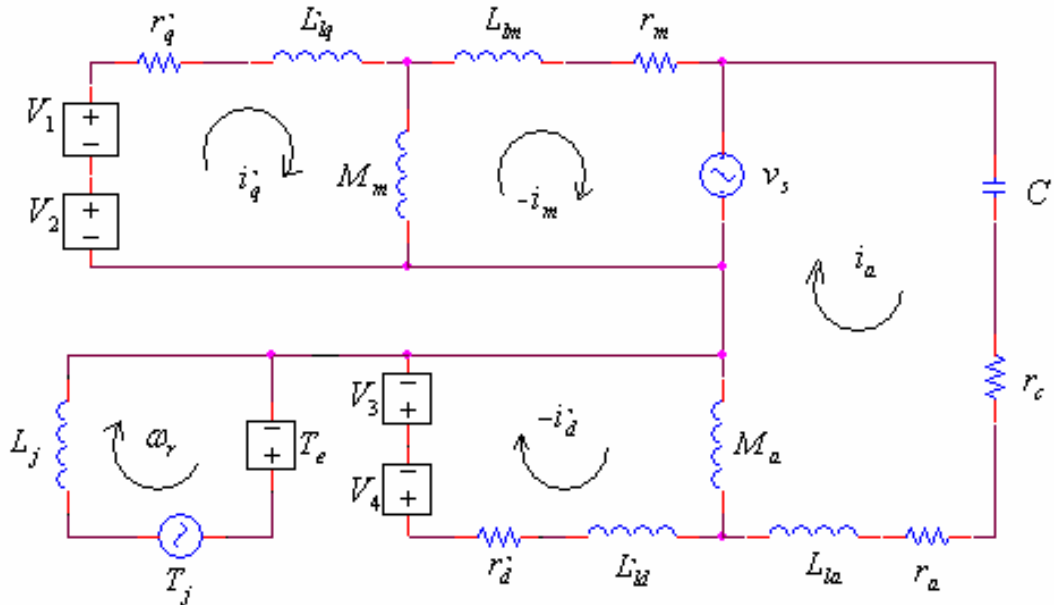 r`q L`lq Llm rm
V1 + −
V2 + −
i`q
Mm
-im
vs
C
ia
rc
Lj
ωr
− + Te
V3 − +
V4 − +
-i`d
Ma
Tj
r`d L`ld Lla ra